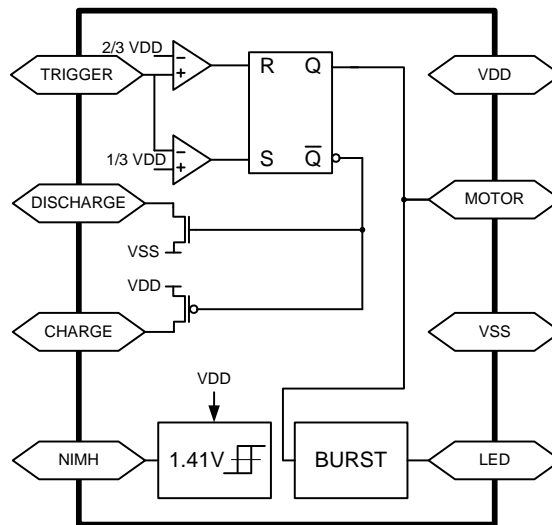 2/3 VDD
TRIGGER
R Q
VDD
1/3 VDD
S Q
DISCHARGE
MOTOR
VSS
VDD
CHARGE
VSS
VDD
NIMH
1.41V
BURST
LED